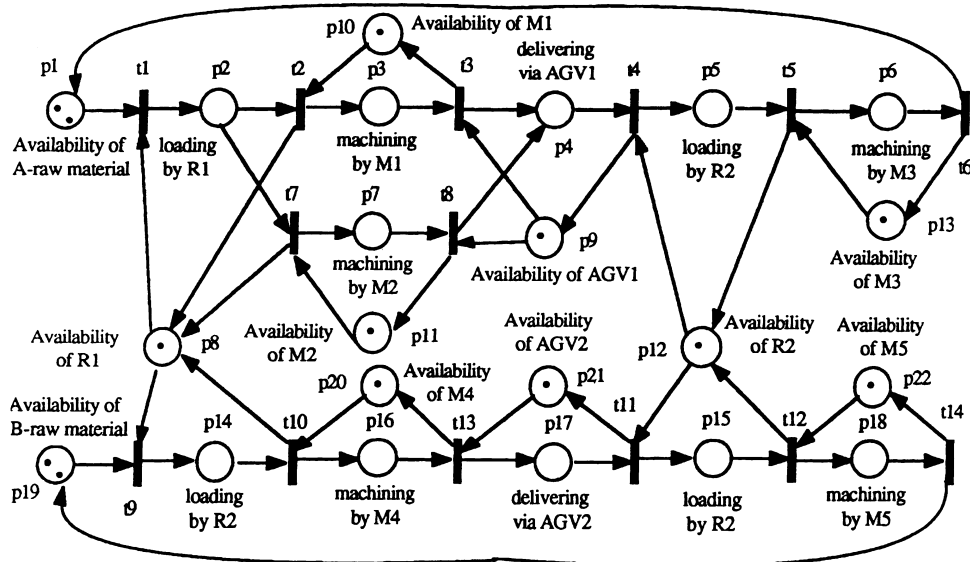 p10
Availability of M1
delivering
via AGV1
p1
t1
p2
t2
p3
t3
t4
p5
t5
p6
Availability of
A-raw material
loading
by R1
machining
by M1
p4
loading
by R2
machining
by M3
t6
t7
p7
t8
machining
by M2
p9
Availability of AGV1
p13
Availability
of M3
Availability
of R1
p8
Availability
of M2
p11
Availability
of AGV2
p12
Availability
of R2
Availability
of M5
Availability of
B-raw material
p20
Availability
of M4
p21
p22
p14
t10
p16
t13
p17
t11
p15
t12
p18
t14
p19
t9
loading
by R2
machining
by M4
delivering
via AGV2
loading
by R2
machining
by M5